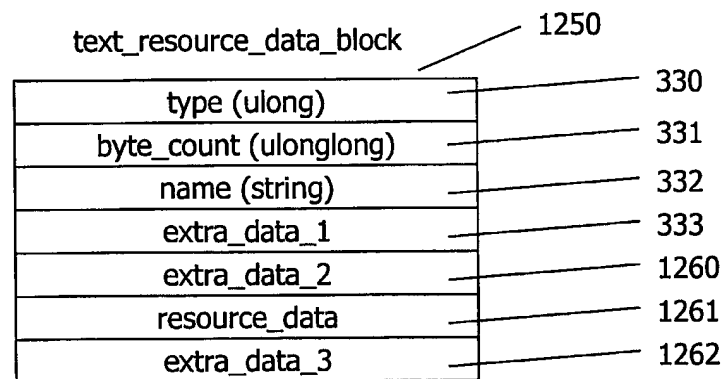 text_resource_data_block 1250
type (ulong) 330
byte_count (ulonglong) 331
name (string) 332
extra_data_1 333
extra_data_2 1260
resource_data 1261
extra_data_3 1262